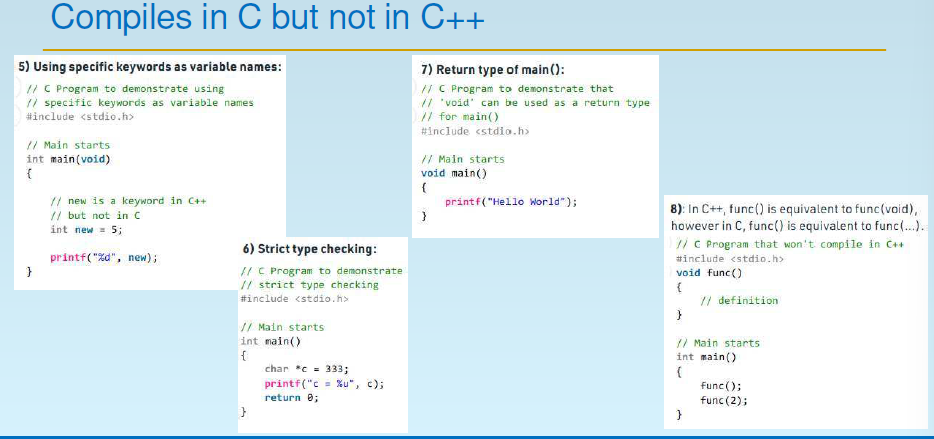 Compiles in C but not in C++
5) Using specific keywords as variable names:
// C Program to demonstrate using
// specific keywords as variable names
#include <stdio.h>
// Main starts
int main(void)
{
// new is a keyword in C++
// but not in C
int new = 5;
printf("%d", new);
}
6) Strict type checking:
// C Program to demonstrate
// strict type checking
#include <stdio.h>
// Main starts
int main()
{
char *c = 333;
printf("c = %u", c);
return 0;
}
7) Return type of main():
// C Program to demonstrate that
// 'void' can be used as a return type
// for main()
#include <stdio.h>
// Main starts
void main()
{
printf("Hello World");
}
8): In C++, func() is equivalent to func(void),
however in C, func() is equivalent to func(...).
// C Program that won't compile in C++
#include <stdio.h>
void func()
{
// definition
}
// Main starts
int main()
{
func();
func(2);
}